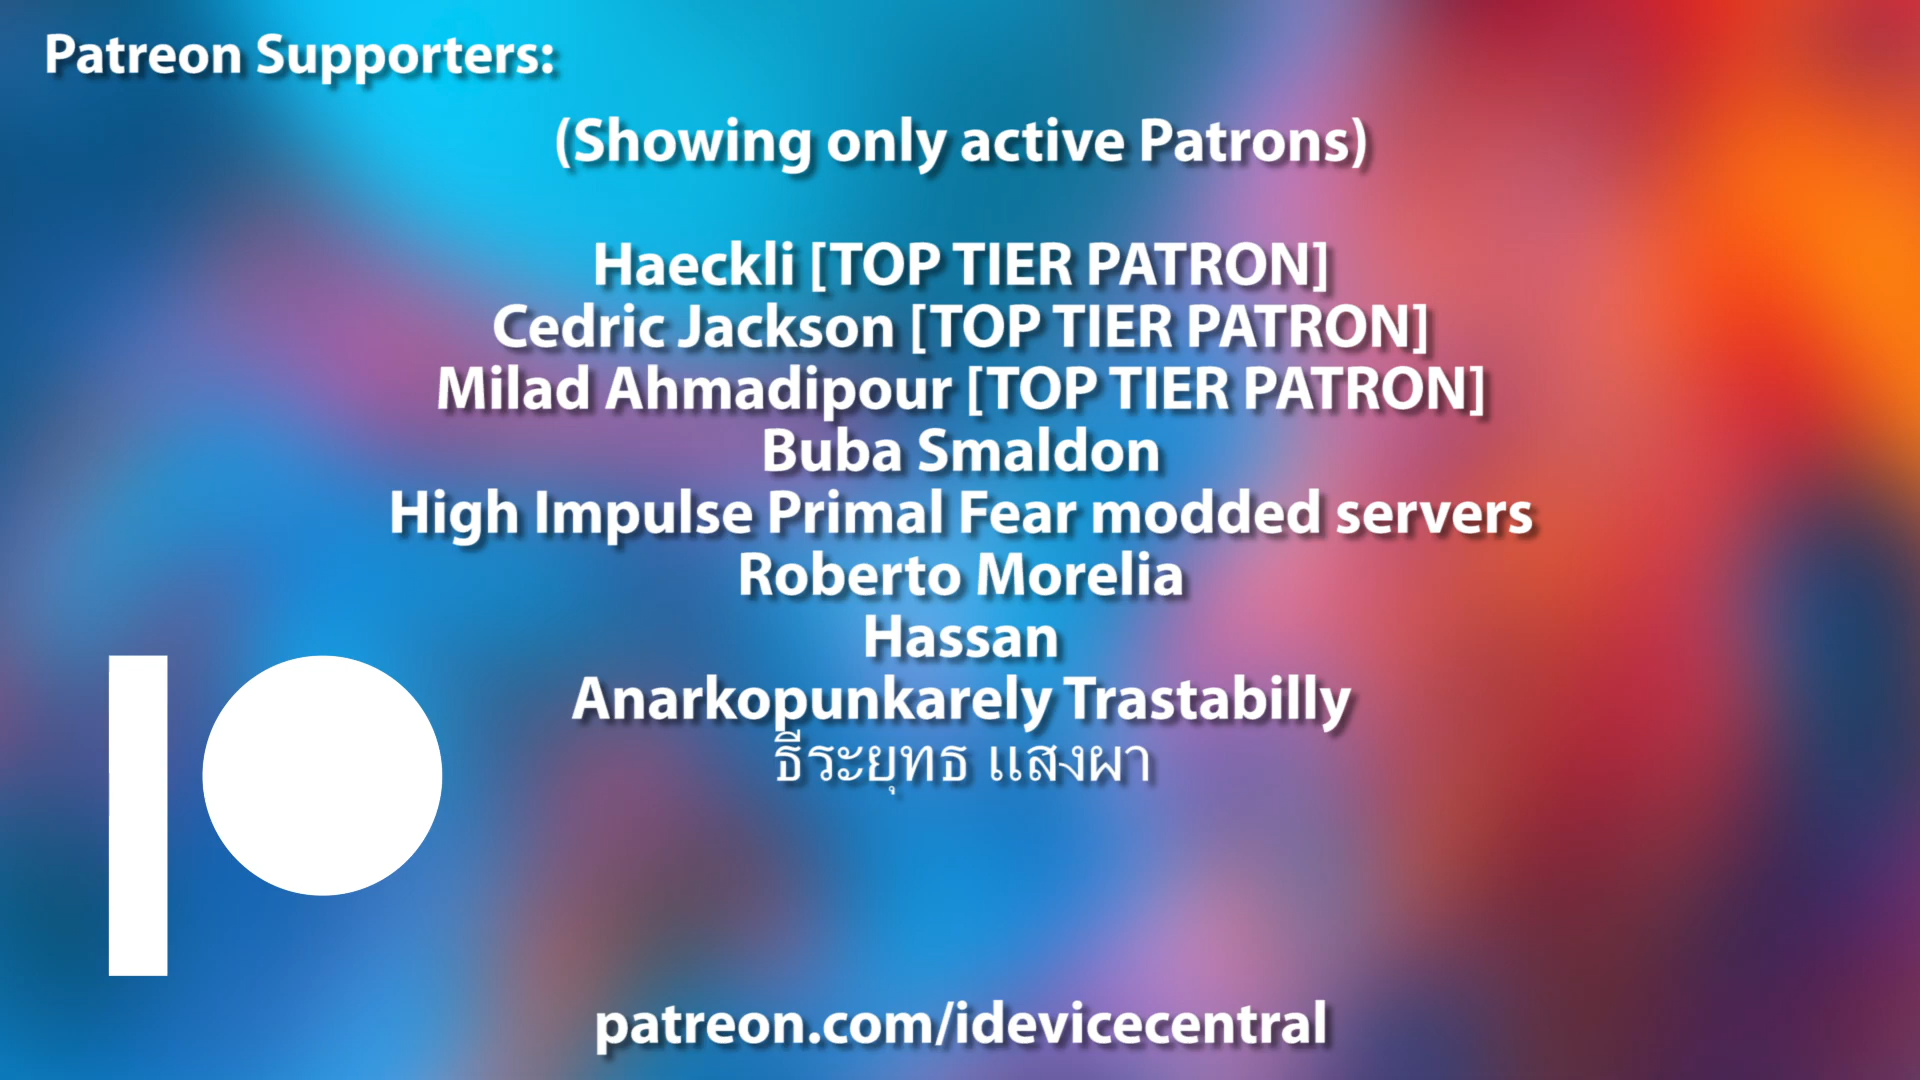 Patreon Supporters:
(Showing only active Patrons)
Haeckli [TOP TIER PATRON]
Cedric Jackson [TOP TIER PATRON]
Milad Ahmadipour [TOP TIER PATRON]
Buba Smaldon
High Impulse Primal Fear modded servers
Roberto Morelia
Hassan
Anarkopunkarely Trastabilly
ธีระยุทธ แสงผา
patreon.com/idevicecentral